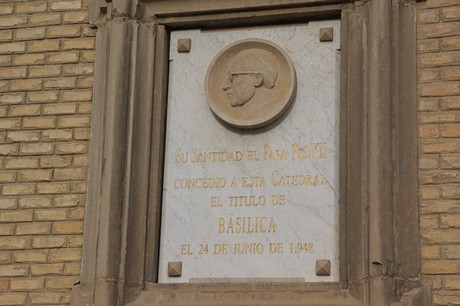 SU SANTIDAD EL PAPA PIO XII
CONCEDIO A ESTA CATEDRAL
EL TITULO DE
BASILICA
EL 24 DE JUNIO DE 1.948